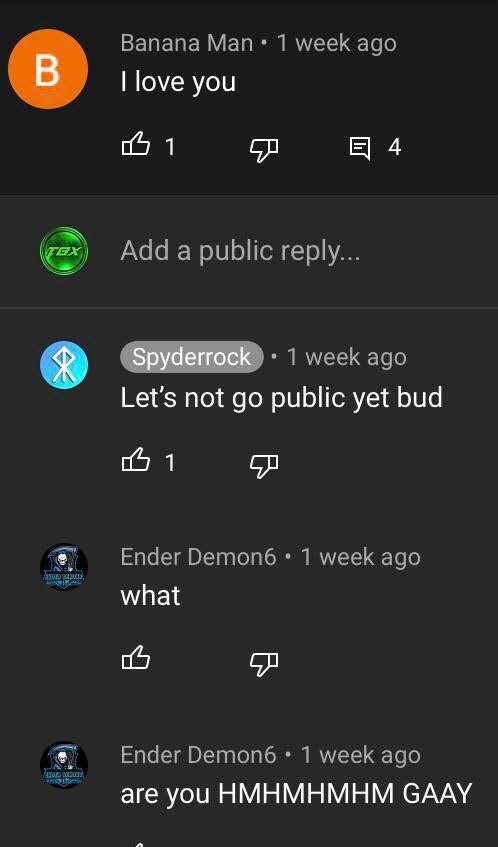 B
Banana Man • 1 week ago
I love you
1
4
TGX
Add a public reply...
Spyderrock • 1 week ago
Let’s not go public yet bud
1
Ender Demon6 • 1 week ago
what
Ender Demon6 • 1 week ago
are you HMHMHMHM GAAY